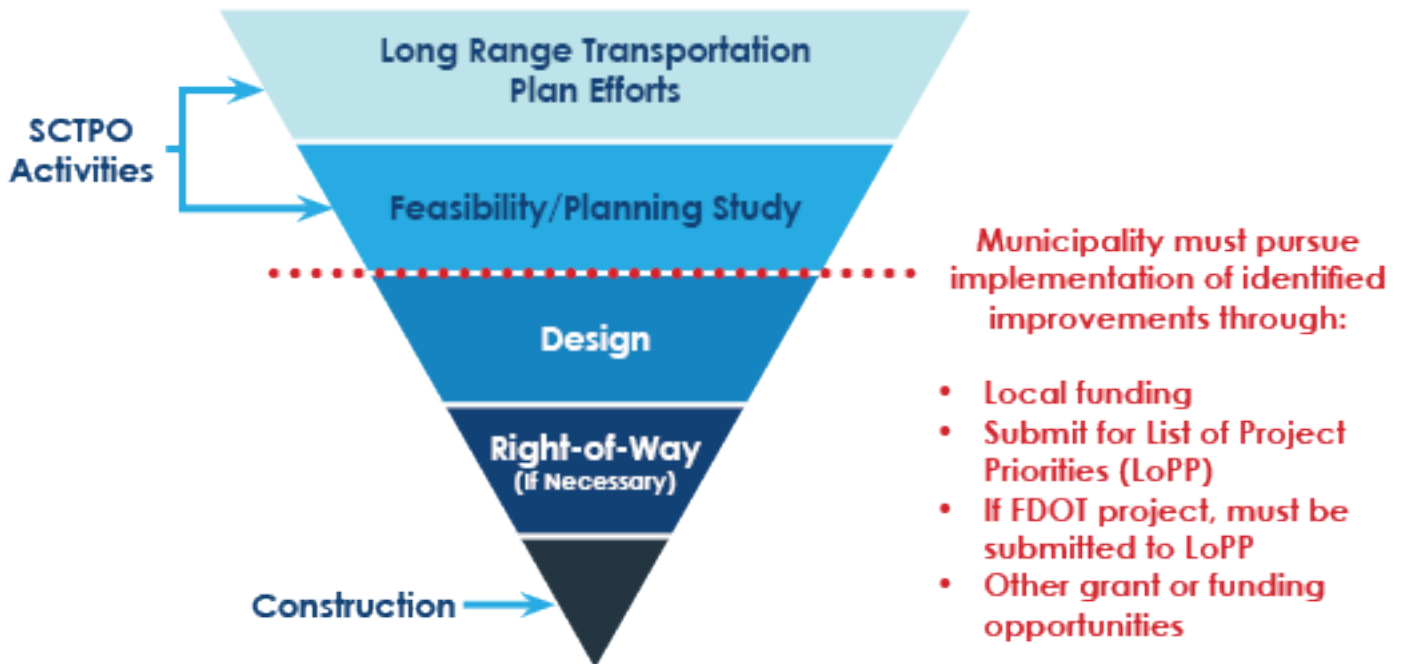 Long Range Transportation
Plan Efforts
SCTPO
Activities
Feasibility/Planning Study
Municipality must pursue
implementation of identified
improvements through:
Design
• Local funding
• Submit for List of Project
Priorities (LoPP)
• If FDOT project, must be
submitted to LoPP
• Other grant or funding
opportunities
Right-of-Way
(If Necessary)
Construction